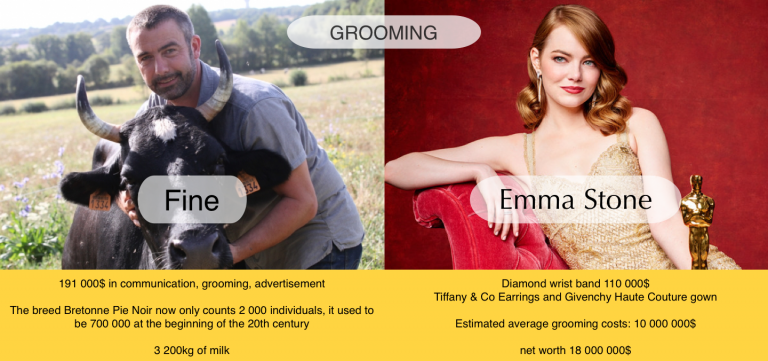 GROOMING
Fine
Emma Stone
191 000$ in communication, grooming, advertisement
The breed Bretonne Pie Noir now only counts 2 000 individuals, it used to
be 700 000 at the beginning of the 20th century
3 200kg of milk
Diamond wrist band 110 000$
Tiffany & Co Earrings and Givenchy Haute Couture gown
Estimated average grooming costs: 10 000 000$
net worth 18 000 000$